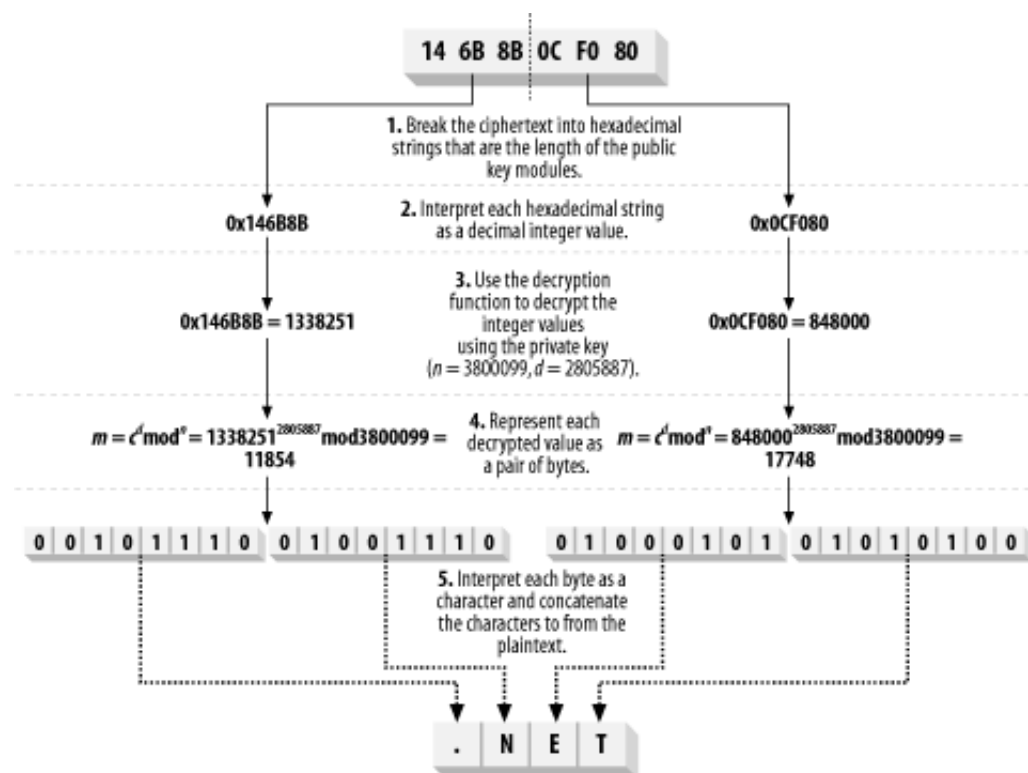 14 6B 8B 0C F0 80
1. Break the ciphertext into hexadecimal
strings that are the length of the public
key modules.
0x146B8B
2. Interpret each hexadecimal string
as a decimal integer value.
0x0CF080
0x146B8B = 1338251
3. Use the decryption
function to decrypt the
integer values
using the private key
(n = 3800099, d = 2805887).
0x0CF080 = 848000
m = c^d mod^n = 1338251^2805887 mod3800099 =
11854
4. Represent each
decrypted value as
a pair of bytes.
m = c^d mod^n = 848000^2805887 mod3800099 =
17748
0 0 1 0 1 1 1 0 0 1 0 0 1 1 1 0 0 1 0 0 0 1 0 1 0 1 0 1 0 1 0 0
5. Interpret each byte as a
character and concatenate
the characters to from the
plaintext.
. N E T